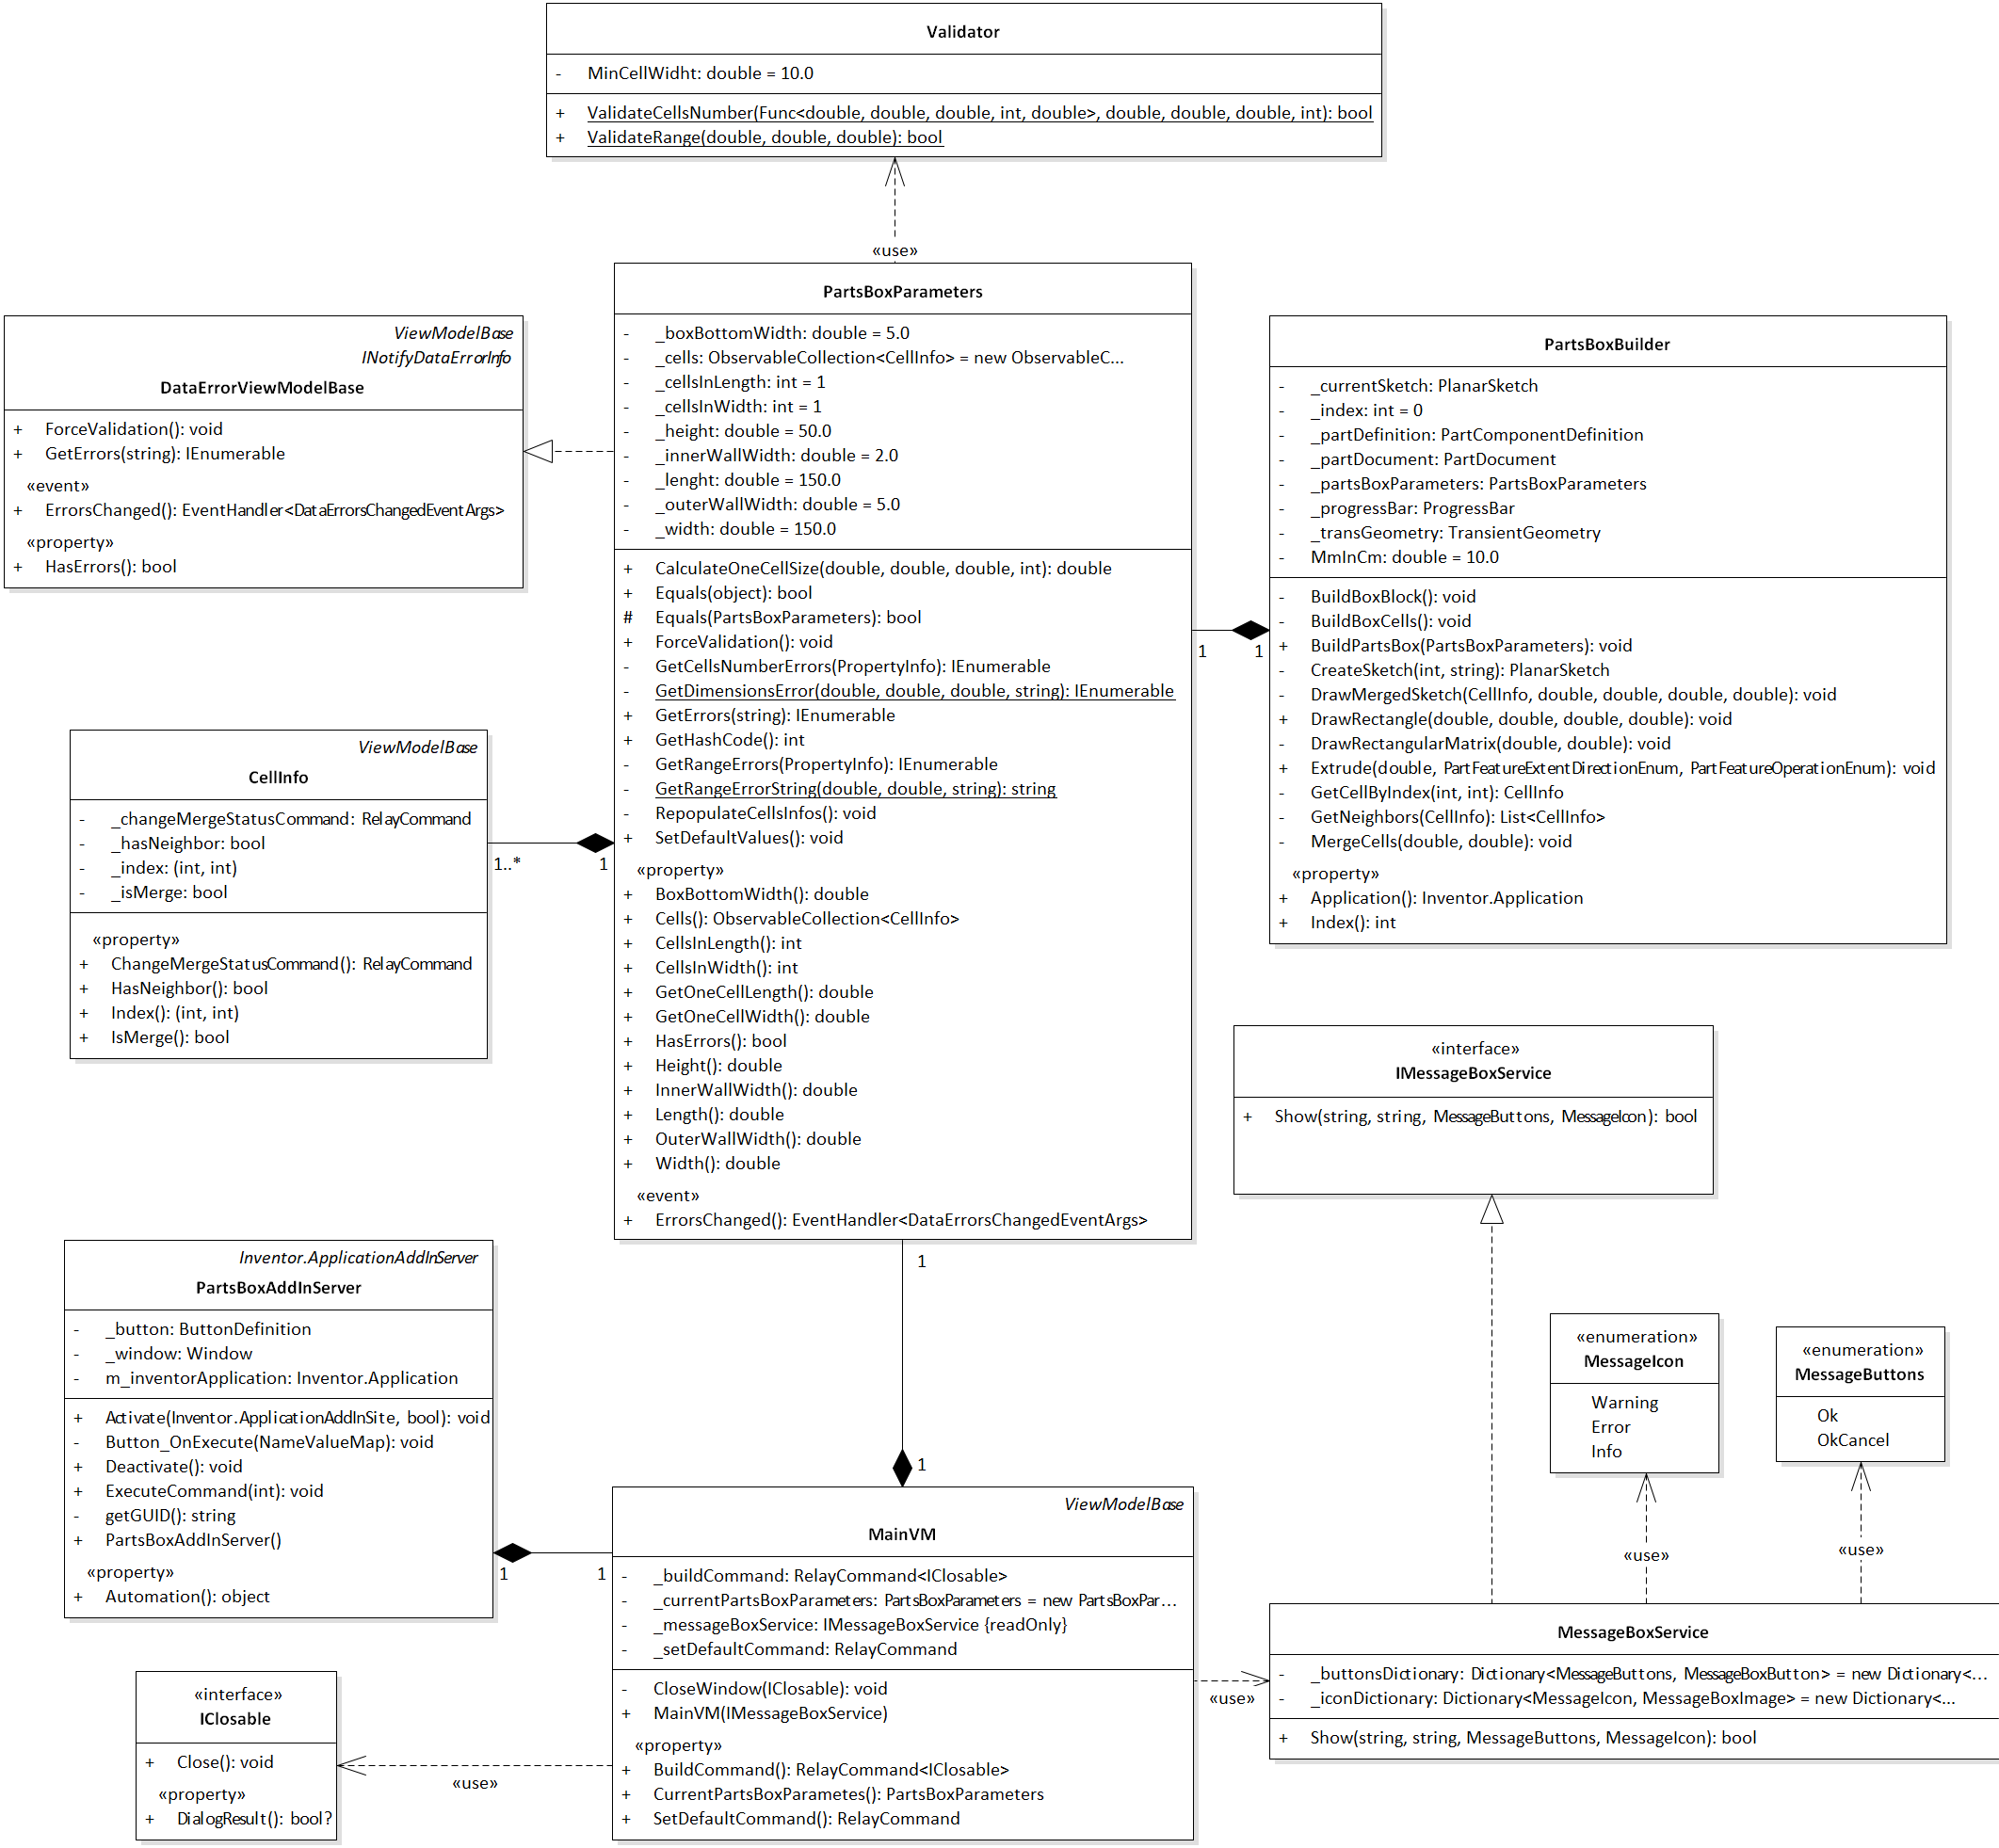 Validator
- MinCellWidht: double = 10.0
+ ValidateCellsNumber(Func<double, double, double, int, double>, double, double, double, int): bool
+ ValidateRange(double, double, double): bool
«use»
PartsBoxParameters
- _boxBottomWidth: double = 5.0
- _cells: ObservableCollection<CellInfo> = new ObservableC...
- _cellsInLength: int = 1
- _cellsInWidth: int = 1
- _height: double = 50.0
- _innerWallWidth: double = 2.0
- _lenght: double = 150.0
- _outerWallWidth: double = 5.0
- _width: double = 150.0
+ CalculateOneCellSize(double, double, double, int): double
+ Equals(object): bool
# Equals(PartsBoxParameters): bool
+ ForceValidation(): void
- GetCellsNumberErrors(PropertyInfo): IEnumerable
- GetDimensionsError(double, double, double, string): IEnumerable
+ GetErrors(string): IEnumerable
+ GetHashCode(): int
- GetRangeErrors(PropertyInfo): IEnumerable
- GetRangeErrorString(double, double, string): string
- RepopulateCellsInfos(): void
+ SetDefaultValues(): void
«property»
+ BoxBottomWidth(): double
+ Cells(): ObservableCollection<CellInfo>
+ CellsInLength(): int
+ CellsInWidth(): int
+ GetOneCellLength(): double
+ GetOneCellWidth(): double
+ HasErrors(): bool
+ Height(): double
+ InnerWallWidth(): double
+ Length(): double
+ OuterWallWidth(): double
+ Width(): double
«event»
+ ErrorsChanged(): EventHandler<DataErrorsChangedEventArgs>
ViewModelBase
INotifyDataErrorInfo
DataErrorViewModelBase
+ ForceValidation(): void
+ GetErrors(string): IEnumerable
«event»
+ ErrorsChanged(): EventHandler<DataErrorsChangedEventArgs>
«property»
+ HasErrors(): bool
PartsBoxBuilder
- _currentSketch: PlanarSketch
- _index: int = 0
- _partDefinition: PartComponentDefinition
- _partDocument: PartDocument
- _partsBoxParameters: PartsBoxParameters
- _progressBar: ProgressBar
- _transGeometry: TransientGeometry
- MmInCm: double = 10.0
- BuildBoxBlock(): void
- BuildBoxCells(): void
+ BuildPartsBox(PartsBoxParameters): void
- CreateSketch(int, string): PlanarSketch
- DrawMergedSketch(CellInfo, double, double, double, double): void
+ DrawRectangle(double, double, double, double): void
- DrawRectangularMatrix(double, double): void
+ Extrude(double, PartFeatureExtentDirectionEnum, PartFeatureOperationEnum): void
- GetCellByIndex(int, int): CellInfo
- GetNeighbors(CellInfo): List<CellInfo>
- MergeCells(double, double): void
«property»
+ Application(): Inventor.Application
+ Index(): int
1
1
ViewModelBase
CellInfo
- _changeMergeStatusCommand: RelayCommand
- _hasNeighbor: bool
- _index: (int, int)
- _isMerge: bool
«property»
+ ChangeMergeStatusCommand(): RelayCommand
+ HasNeighbor(): bool
+ Index(): (int, int)
+ IsMerge(): bool
1..*
1
«interface»
IMessageBoxService
+ Show(string, string, MessageButtons, MessageIcon): bool
1
1
Inventor.ApplicationAddInServer
PartsBoxAddInServer
- _button: ButtonDefinition
- _window: Window
- m_inventorApplication: Inventor.Application
+ Activate(Inventor.ApplicationAddInSite, bool): void
- Button_OnExecute(NameValueMap): void
+ Deactivate(): void
+ ExecuteCommand(int): void
- getGUID(): string
+ PartsBoxAddInServer()
«property»
+ Automation(): object
1
1
«enumeration»
MessageIcon
Warning
Error
Info
«enumeration»
MessageButtons
Ok
OkCancel
«use»
«use»
ViewModelBase
MainVM
- _buildCommand: RelayCommand<IClosable>
- _currentPartsBoxParameters: PartsBoxParameters = new PartsBoxPar...
- _messageBoxService: IMessageBoxService {readOnly}
- _setDefaultCommand: RelayCommand
- CloseWindow(IClosable): void
+ MainVM(IMessageBoxService)
«property»
+ BuildCommand(): RelayCommand<IClosable>
+ CurrentPartsBoxParametes(): PartsBoxParameters
+ SetDefaultCommand(): RelayCommand
«use»
MessageBoxService
- _buttonsDictionary: Dictionary<MessageButtons, MessageBoxButton> = new Dictionary<...
- _iconDictionary: Dictionary<MessageIcon, MessageBoxImage> = new Dictionary<...
+ Show(string, string, MessageButtons, MessageIcon): bool
«interface»
IClosable
+ Close(): void
«property»
+ DialogResult(): bool?
«use»